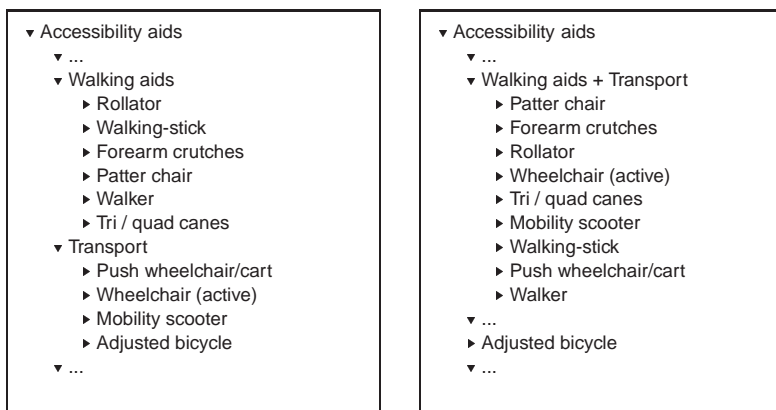 Accessibility aids
...
Walking aids
Rollator
Walking-stick
Forearm crutches
Patter chair
Walker
Tri / quad canes
Transport
Push wheelchair/cart
Wheelchair (active)
Mobility scooter
Adjusted bicycle
...
Accessibility aids
...
Walking aids + Transport
Patter chair
Forearm crutches
Rollator
Wheelchair (active)
Tri / quad canes
Mobility scooter
Walking-stick
Push wheelchair/cart
Walker
...
Adjusted bicycle
...